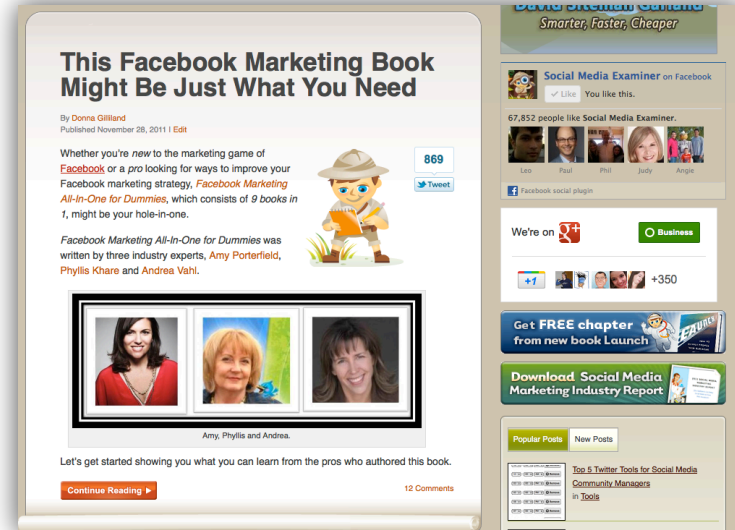 This Facebook Marketing Book
Might Be Just What You Need
By Donna Gilliland
Published November 28, 2011 | Edit
Whether you're new to the marketing game of
Facebook or a pro looking for ways to improve your
Facebook marketing strategy, Facebook Marketing
All-In-One for Dummies, which consists of 9 books in
1, might be your hole-in-one.
869
Tweet
Facebook Marketing All-In-One for Dummies was
written by three industry experts, Amy Porterfield,
Phyllis Khare and Andrea Vahl.
Amy, Phyllis and Andrea.
Let's get started showing you what you can learn from the pros who authored this book.
Continue Reading
12 Comments
David Siteman Garland
Smarter, Faster, Cheaper
Social Media Examiner on Facebook
Like You like this.
67,852 people like Social Media Examiner.
Leo Paul Phil Judy Angie
Facebook social plugin
We're on g+
Business
+1 +350
Get FREE chapter
from new book Launch
LAUNCH
Download Social Media
Marketing Industry Report
Popular Posts New Posts
Top 5 Twitter Tools for Social Media
Community Managers
in Tools